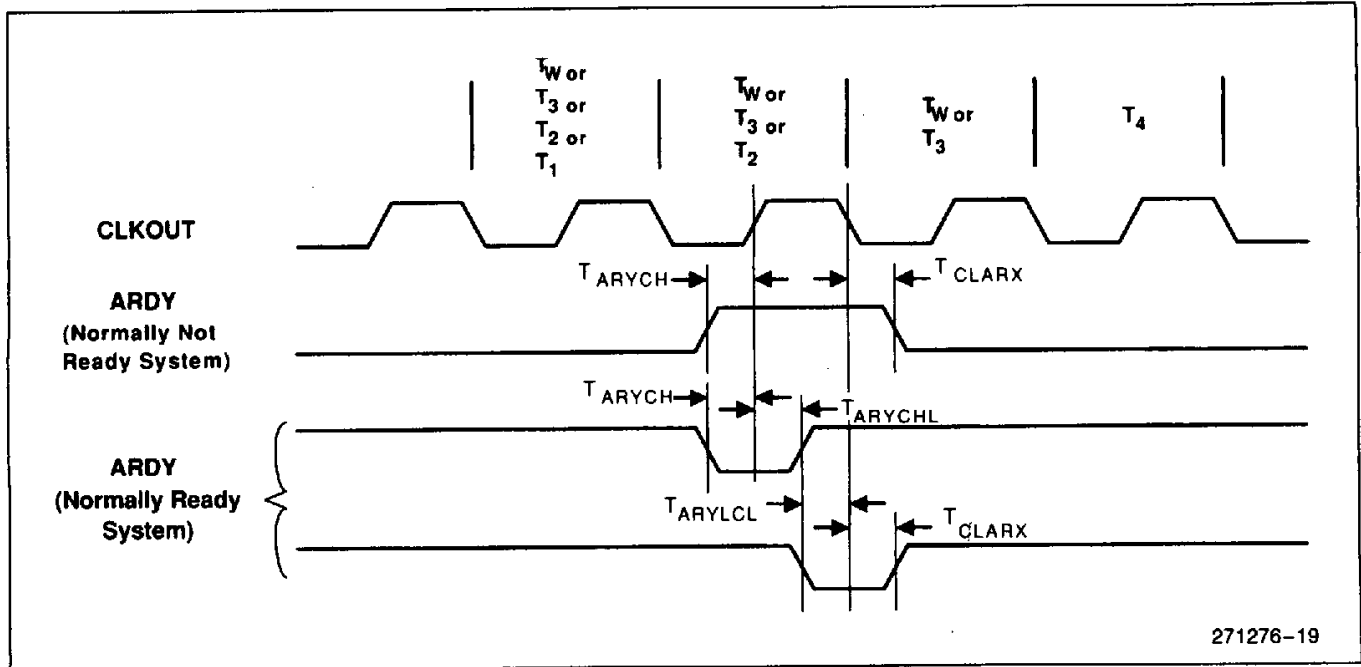 TW or
T3 or
T2 or
T1
TW or
T3 or
T2
TW or
T3
T4
CLKOUT
TARYCH
TCLARX
ARDY
(Normally Not
Ready System)
TARYCH
TARYCHL
ARDY
(Normally Ready
System)
TARYLCL
TCLARX
271276–19